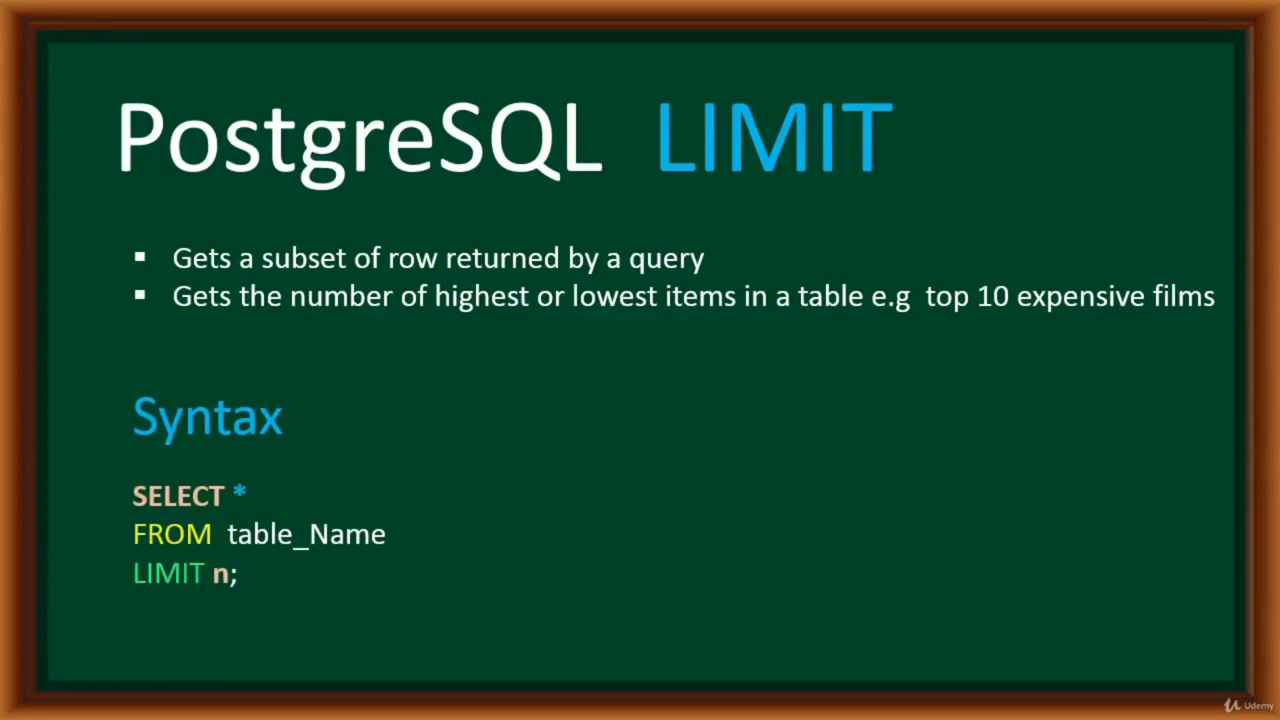 PostgreSQL LIMIT
▪ Gets a subset of row returned by a query
▪ Gets the number of highest or lowest items in a table e.g  top 10 expensive films
Syntax
SELECT *
FROM  table_Name
LIMIT n;
Udemy